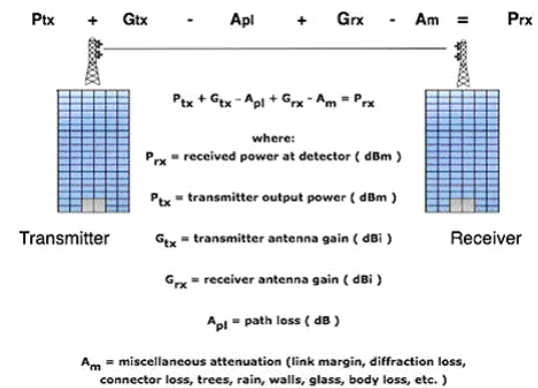 Ptx + Gtx - Apl + Grx - Am = Prx
Ptx + Gtx - Apl + Grx - Am = Prx
where:
Prx = received power at detector ( dBm )
Ptx = transmitter output power ( dBm )
Transmitter
Receiver
Gtx = transmitter antenna gain ( dBi )
Grx = receiver antenna gain ( dBi )
Apl = path loss ( dB )
Am = miscellaneous attenuation (link margin, diffraction loss,
connector loss, trees, rain, walls, glass, body loss, etc. )